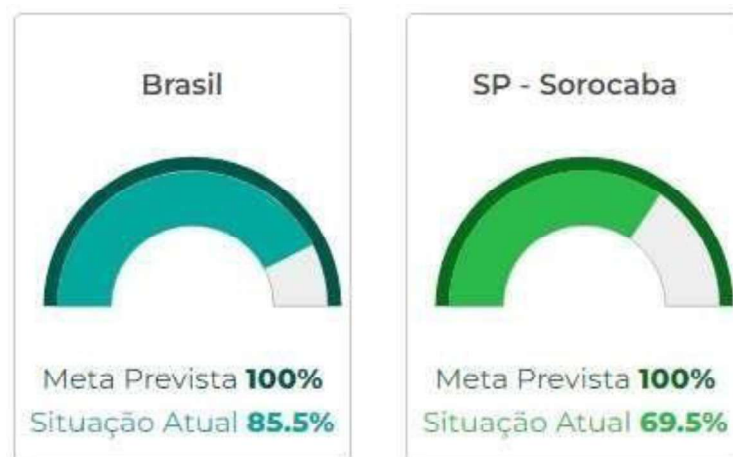 Brasil
Meta Prevista 100%
Situação Atual 85.5%
SP - Sorocaba
Meta Prevista 100%
Situação Atual 69.5%